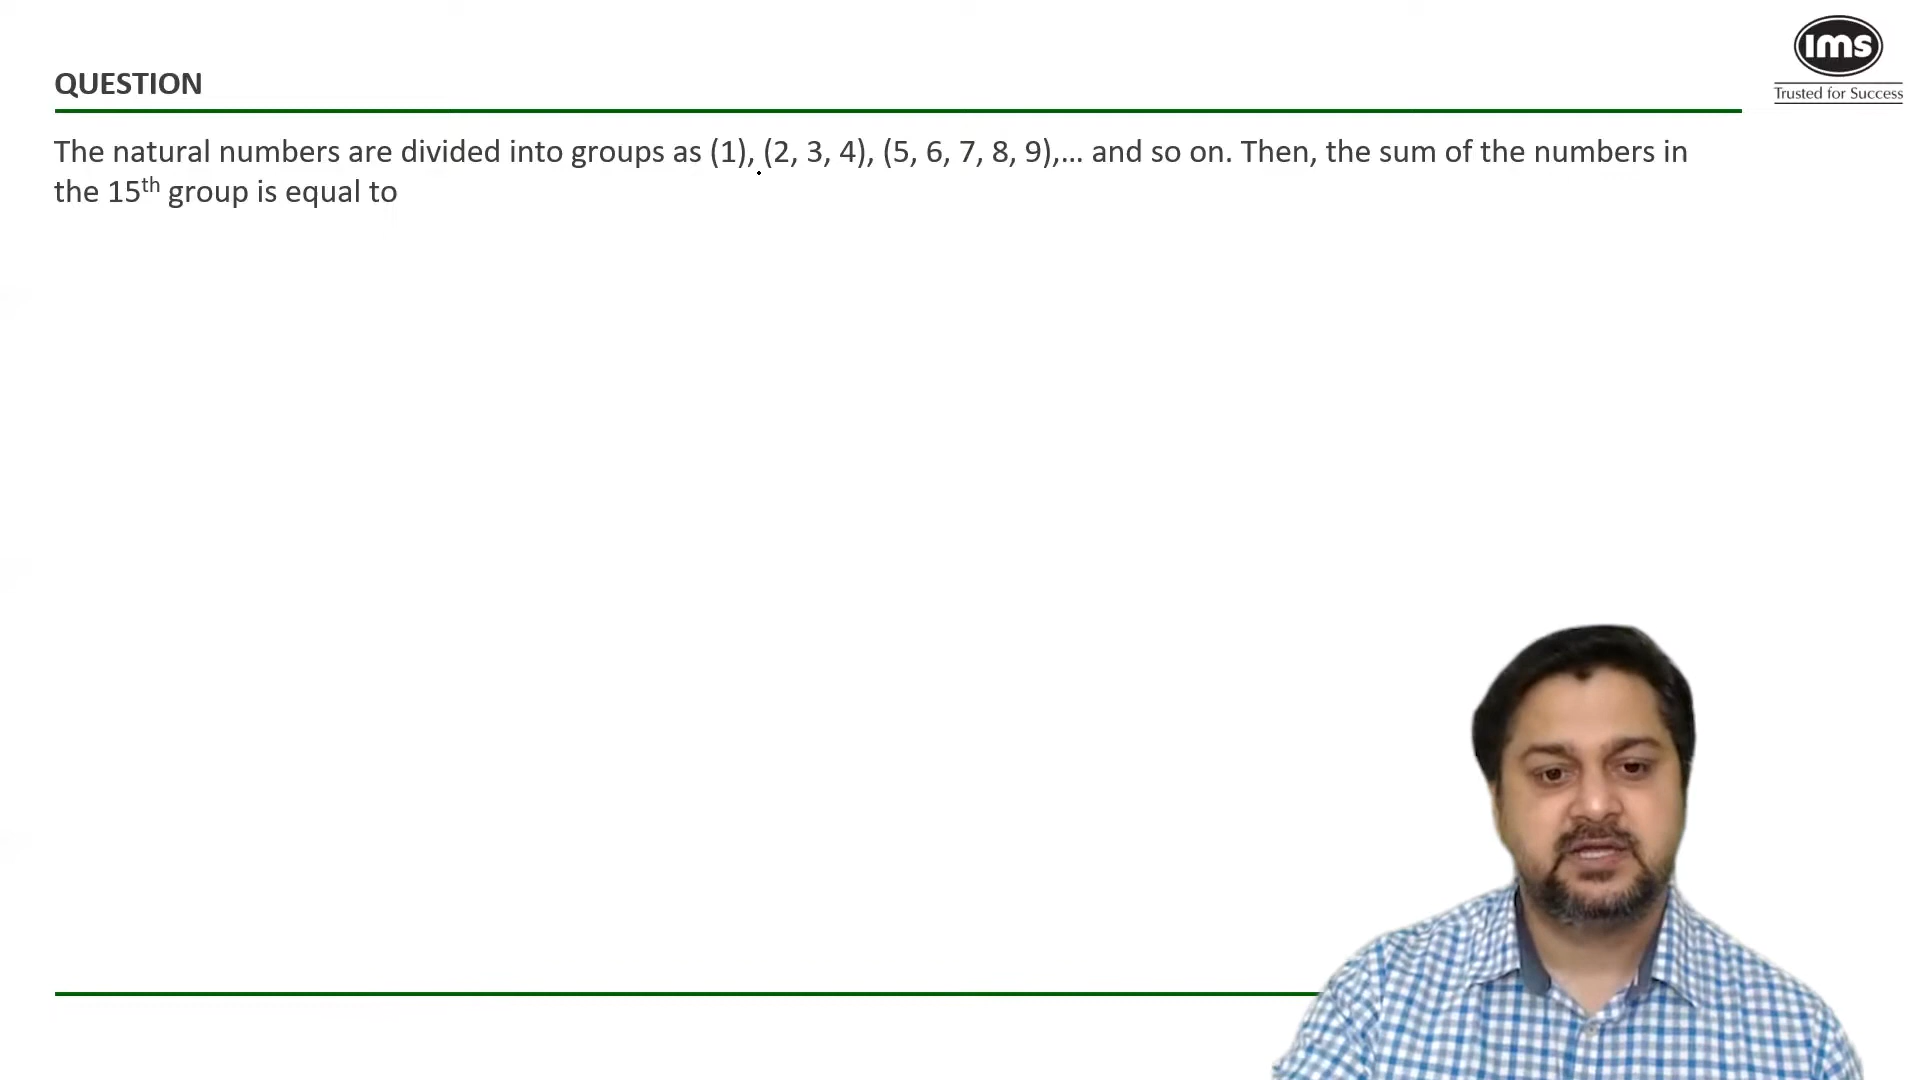 ims
Trusted for Success
QUESTION
The natural numbers are divided into groups as (1), (2, 3, 4), (5, 6, 7, 8, 9),... and so on. Then, the sum of the numbers in
the 15th group is equal to